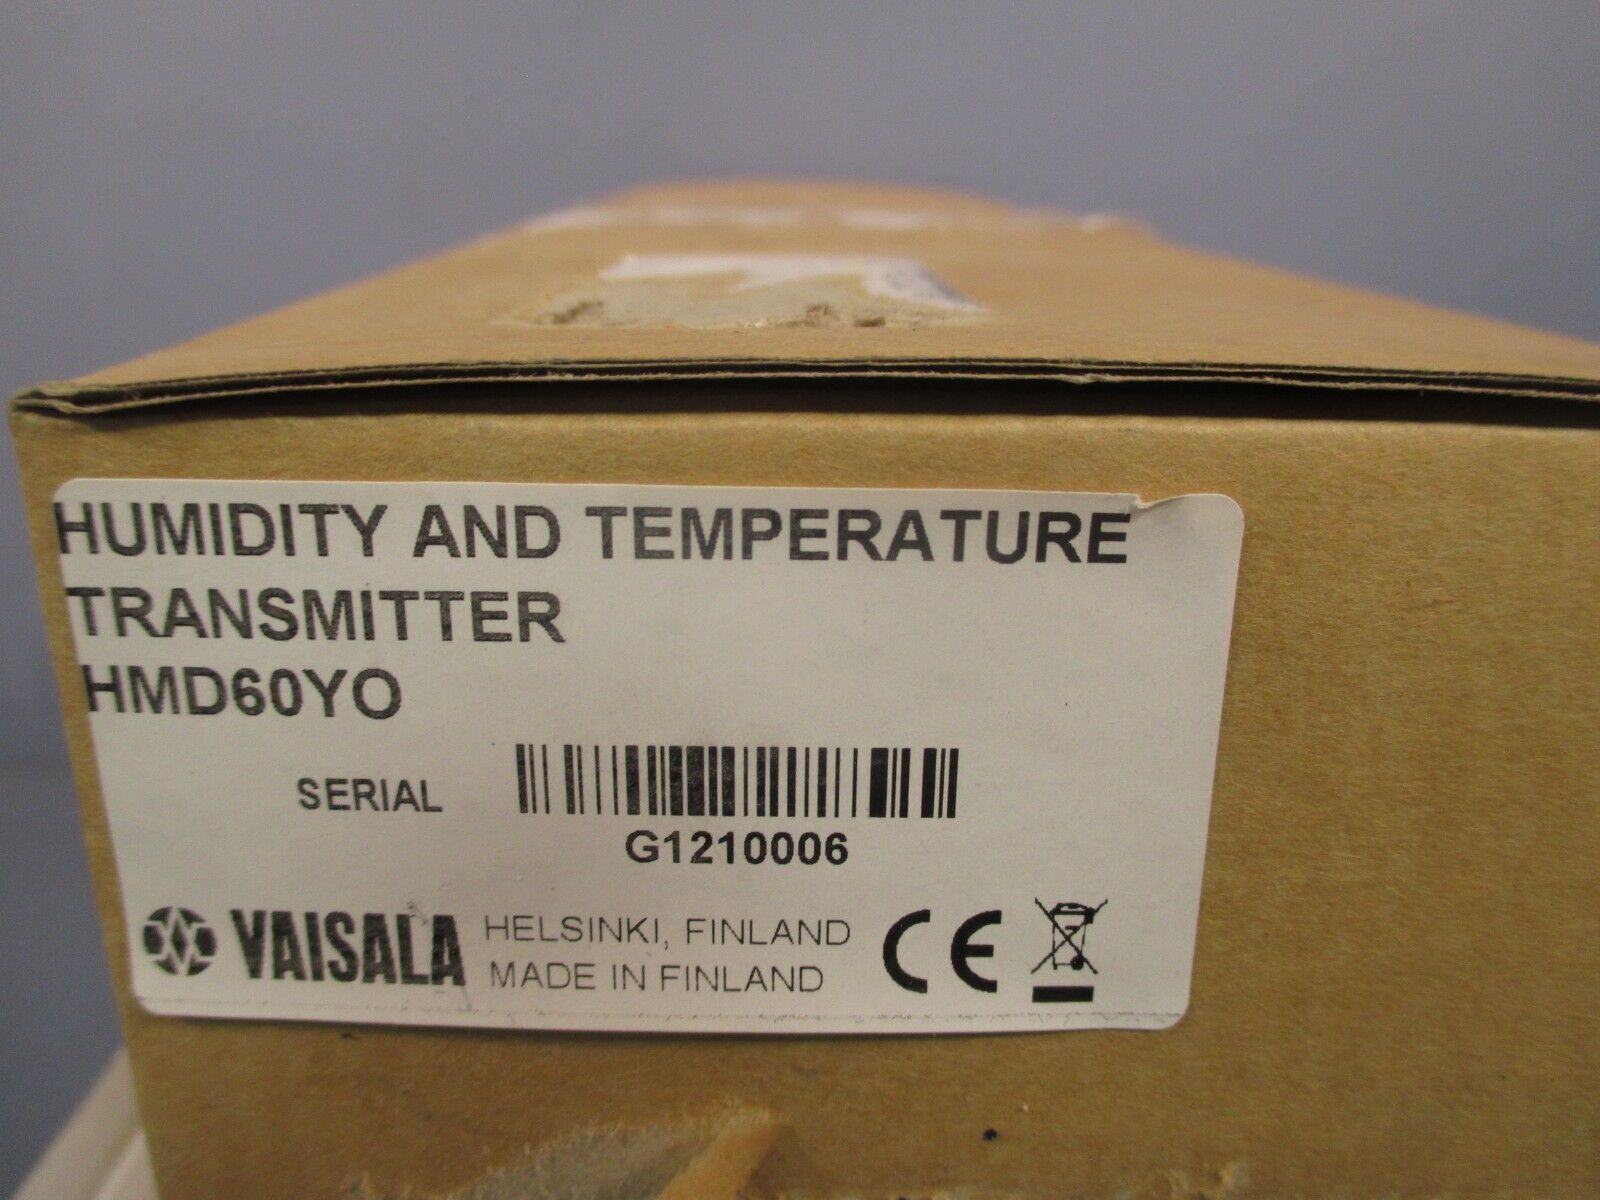 HUMIDITY AND TEMPERATURE
TRANSMITTER
HMD60YO
SERIAL
G1210006
VAISALA HELSINKI, FINLAND
MADE IN FINLAND
CE